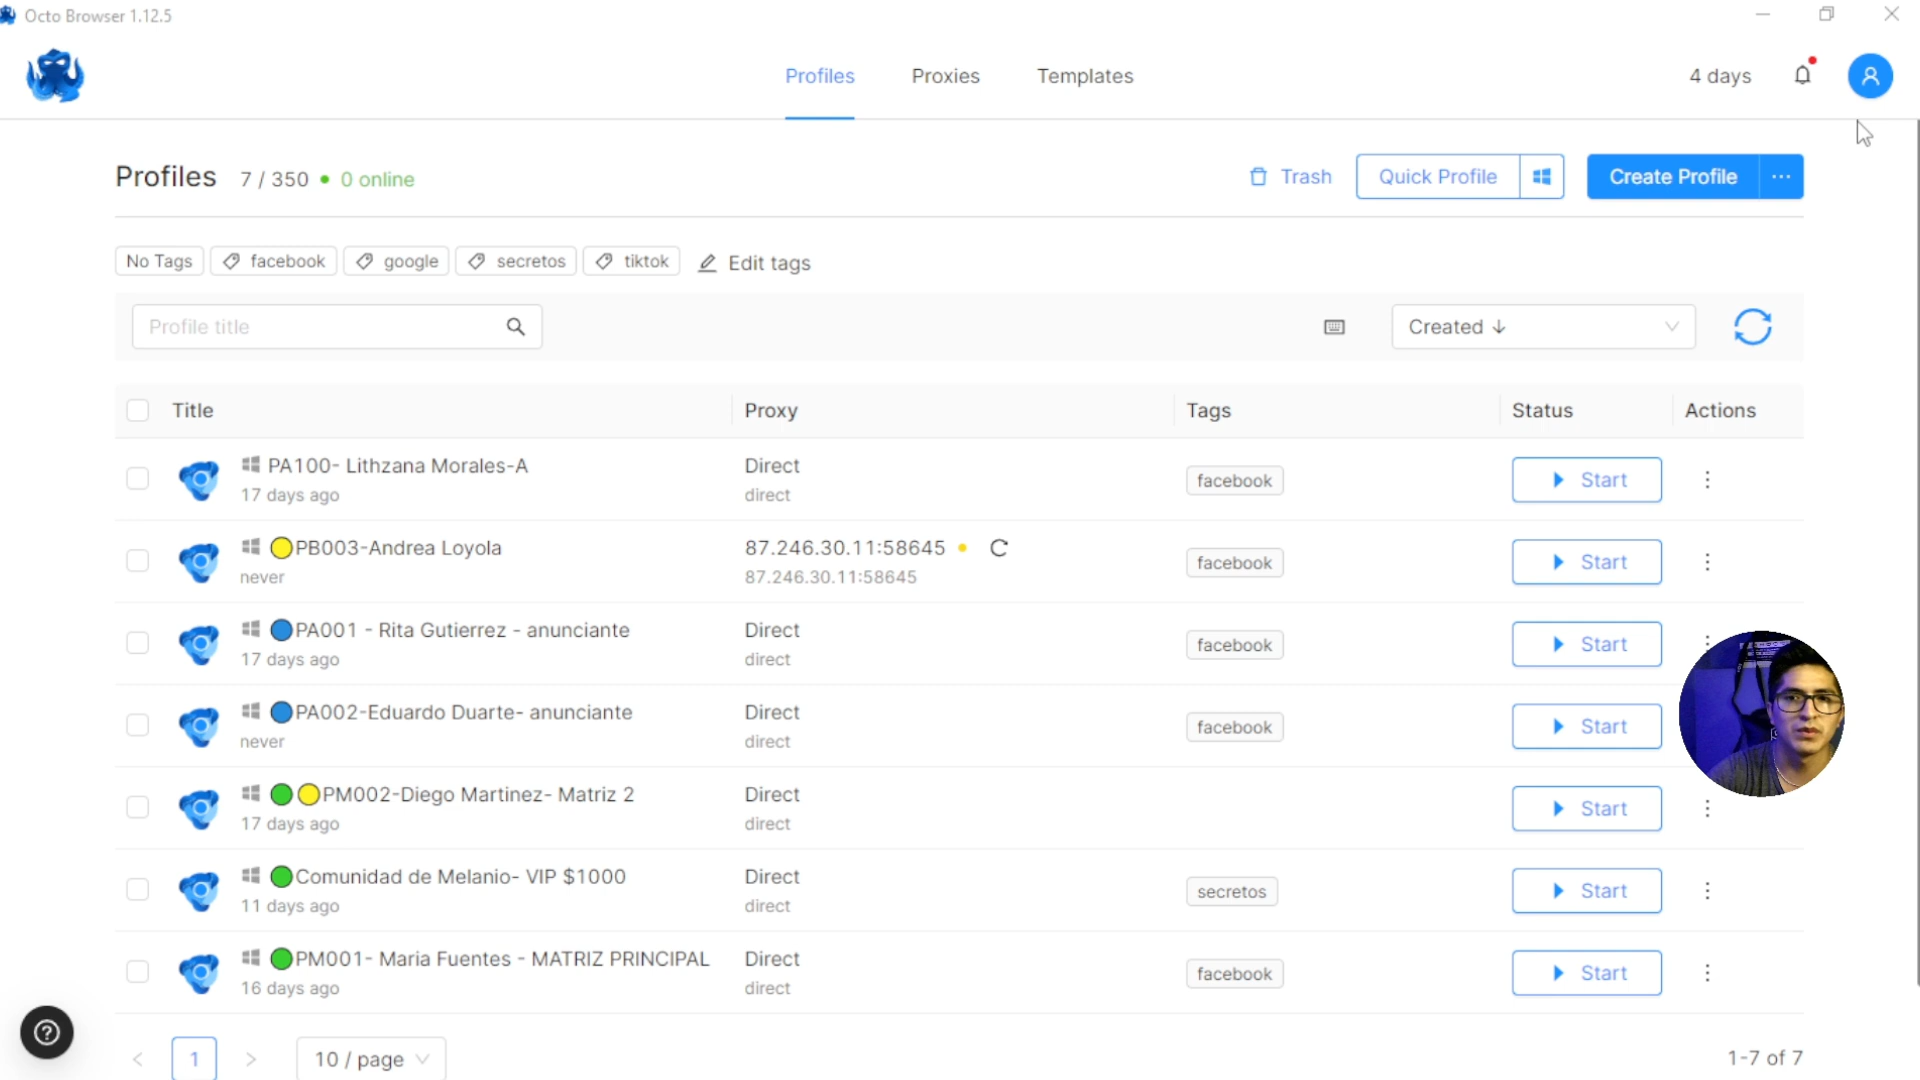 Octo Browser 1.12.5
Profiles
Proxies
Templates
4 days
Profiles 7 / 350 • 0 online
Trash
Quick Profile
Create Profile ...
No Tags
facebook
google
secretos
tiktok
Edit tags
Profile title
Created ↓
Title
Proxy
Tags
Status
Actions
PA100- Lithzana Morales-A
17 days ago
Direct
direct
facebook
Start
PB003-Andrea Loyola
never
87.246.30.11:58645
87.246.30.11:58645
facebook
Start
PA001 - Rita Gutierrez - anunciante
17 days ago
Direct
direct
facebook
Start
PA002-Eduardo Duarte- anunciante
never
Direct
direct
facebook
Start
PM002-Diego Martinez- Matriz 2
17 days ago
Direct
direct
Start
Comunidad de Melanio- VIP $1000
11 days ago
Direct
direct
secretos
Start
PM001- Maria Fuentes - MATRIZ PRINCIPAL
16 days ago
Direct
direct
facebook
Start
< 1 >
10 / page
1-7 of 7